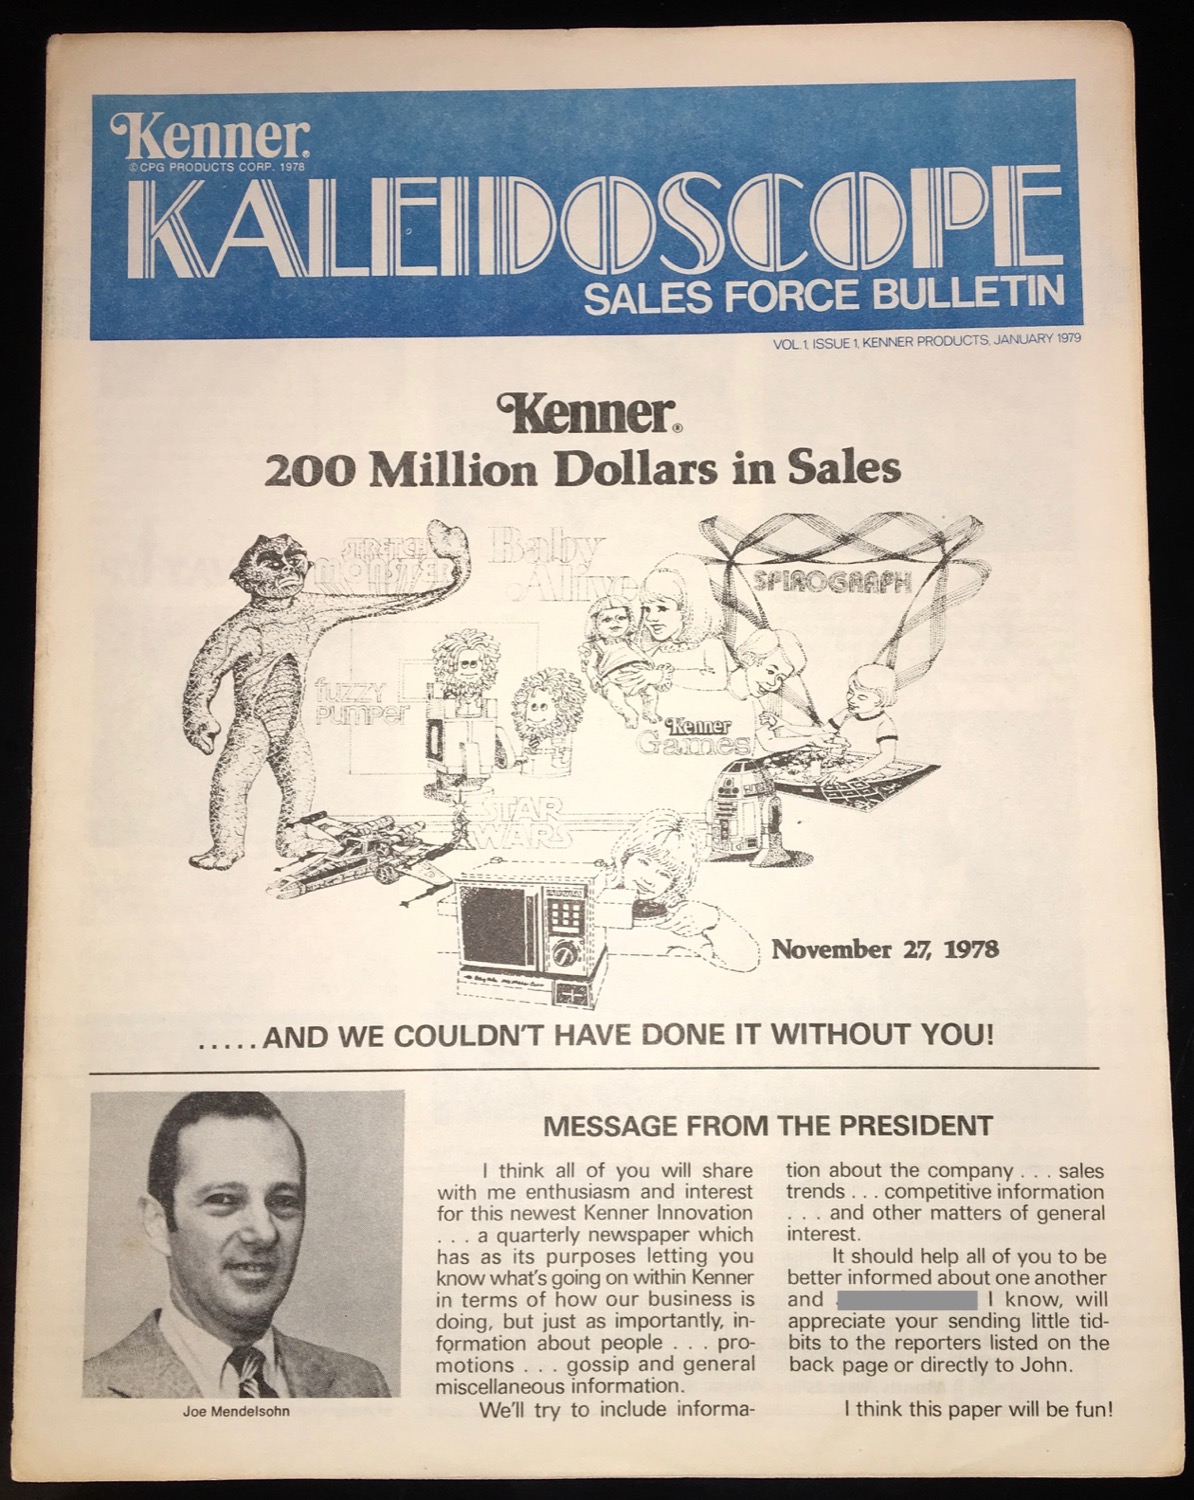 Kenner®
© CPG PRODUCTS CORP. 1978
KALEIDOSCOPE
SALES FORCE BULLETIN
VOL. 1, ISSUE 1, KENNER PRODUCTS, JANUARY 1979
Kenner®
200 Million Dollars in Sales
STRETCH
MONSTER
Baby
Alive
SPIROGRAPH
fuzzy
pumper
Kenner
Games
STAR
WARS
November 27, 1978
.....AND WE COULDN'T HAVE DONE IT WITHOUT YOU!
Joe Mendelsohn
MESSAGE FROM THE PRESIDENT
I think all of you will share
with me enthusiasm and interest
for this newest Kenner Innovation
. . . a quarterly newspaper which
has as its purposes letting you
know what's going on within Kenner
in terms of how our business is
doing, but just as importantly, in-
formation about people . . . pro-
motions . . . gossip and general
miscellaneous information.
We'll try to include informa-
tion about the company . . . sales
trends . . . competitive information
. . . and other matters of general
interest.
It should help all of you to be
better informed about one another
and I know, will
appreciate your sending little tid-
bits to the reporters listed on the
back page or directly to John.
I think this paper will be fun!